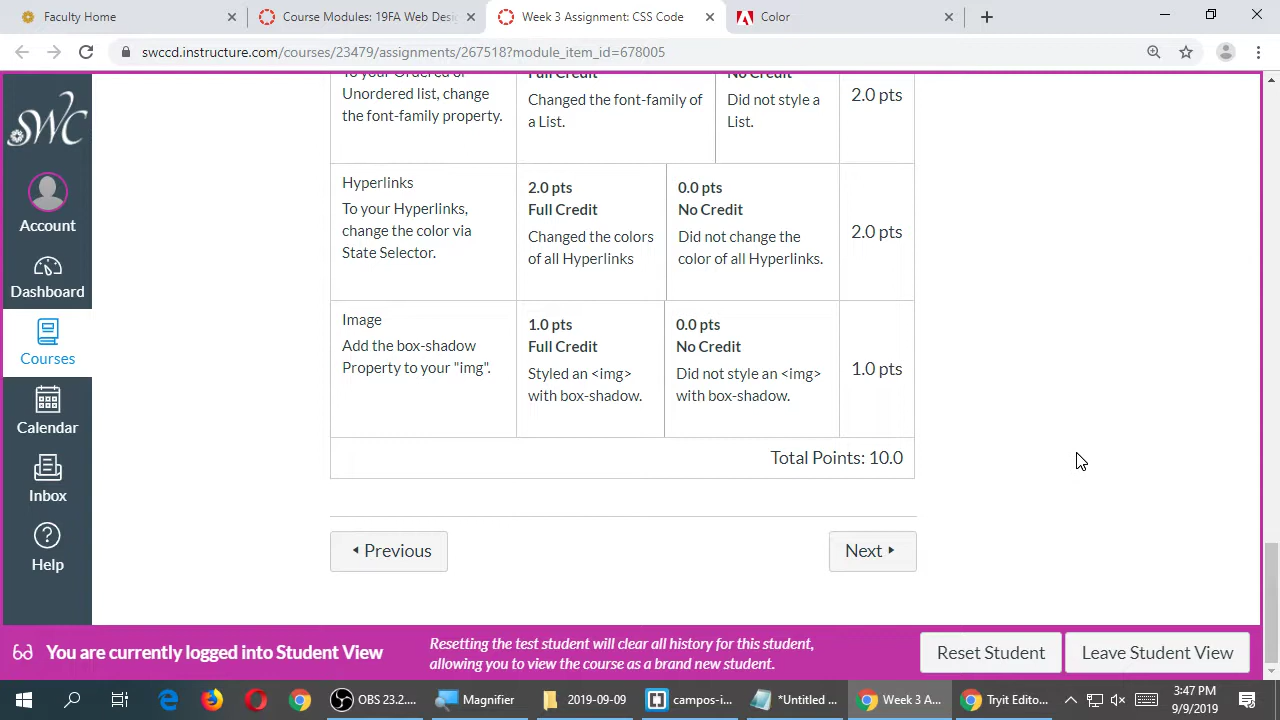 Faculty Home
Course Modules: 19FA Web Desi
Week 3 Assignment: CSS Code
Color
swccd.instructure.com/courses/23479/assignments/267518?module_item_id=678005
SWC
Account
Dashboard
Courses
Calendar
Inbox
Help
To your Ordered or
Unordered list, change
the font-family property.
Full Credit
Changed the font-family of
a List.
No Credit
Did not style a
List.
2.0 pts
Hyperlinks
To your Hyperlinks,
change the color via
State Selector.
2.0 pts
Full Credit
Changed the colors
of all Hyperlinks
0.0 pts
No Credit
Did not change the
color of all Hyperlinks.
2.0 pts
Image
Add the box-shadow
Property to your "img".
1.0 pts
Full Credit
Styled an <img>
with box-shadow.
0.0 pts
No Credit
Did not style an <img>
with box-shadow.
1.0 pts
Total Points: 10.0
Previous
Next
You are currently logged into Student View
Resetting the test student will clear all history for this student,
allowing you to view the course as a brand new student.
Reset Student
Leave Student View
OBS 23.2....
Magnifier
2019-09-09
campos-i...
*Untitled ...
Week 3 A...
Tryit Edito...
3:47 PM
9/9/2019